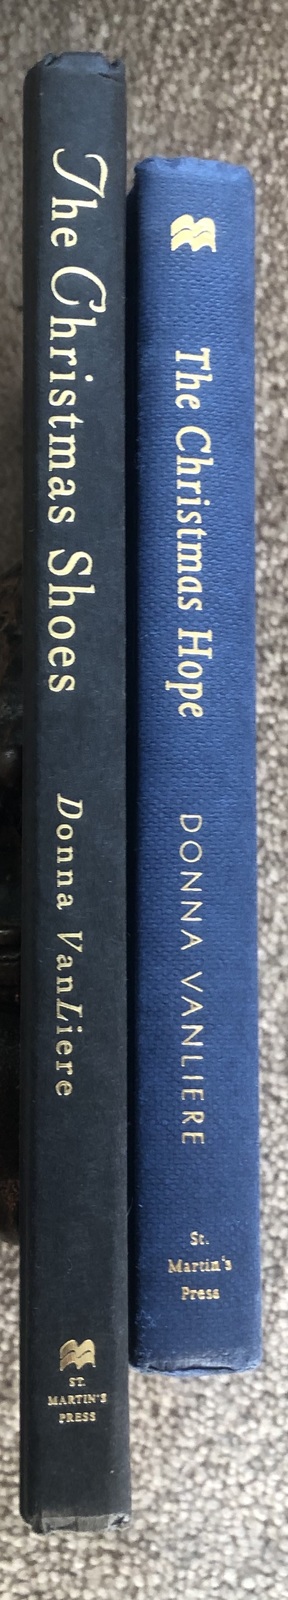 The Christmas Shoes
Donna VanLiere
ST.
MARTIN'S
PRESS
The Christmas Hope
DONNA VANLIERE
St.
Martin's
Press